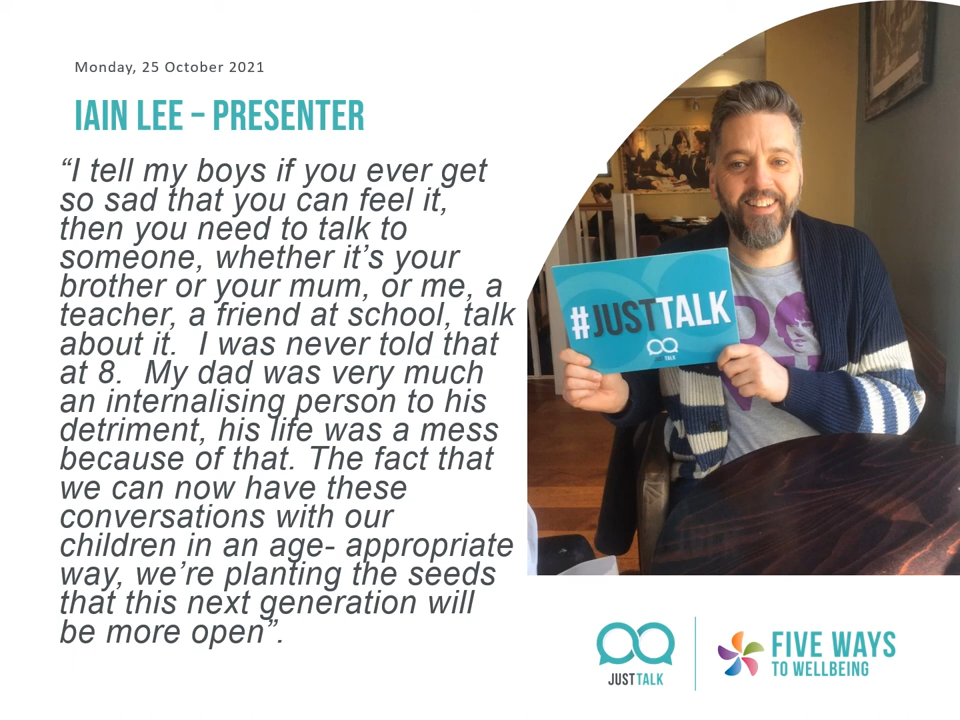 Monday, 25 October 2021
IAIN LEE – PRESENTER
“I tell my boys if you ever get
so sad that you can feel it,
then you need to talk to
someone, whether it’s your
brother or your mum, or me, a
teacher, a friend at school, talk
about it.  I was never told that
at 8.  My dad was very much
an internalising person to his
detriment, his life was a mess
because of that. The fact that
we can now have these
conversations with our
children in an age- appropriate
way, we’re planting the seeds
that this next generation will
be more open”.
#JUSTTALK
JUSTTALK
FIVE WAYS
TO WELLBEING